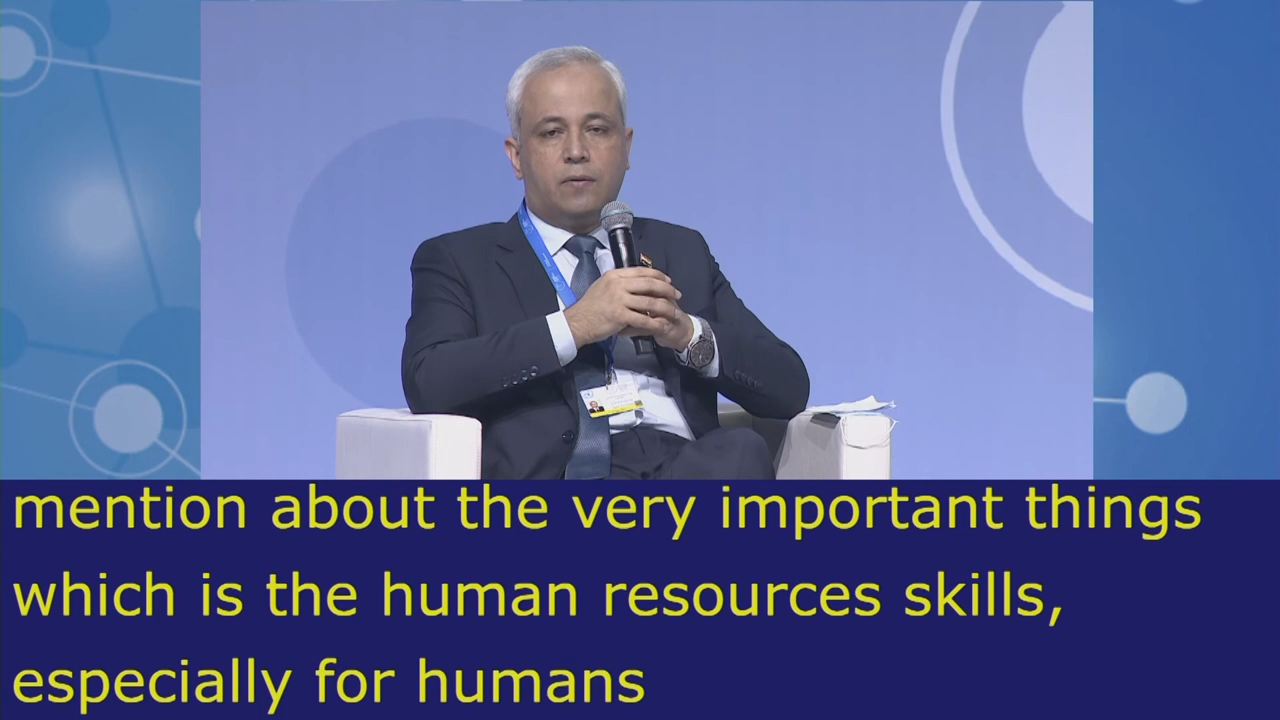 mention about the very important things
which is the human resources skills,
especially for humans